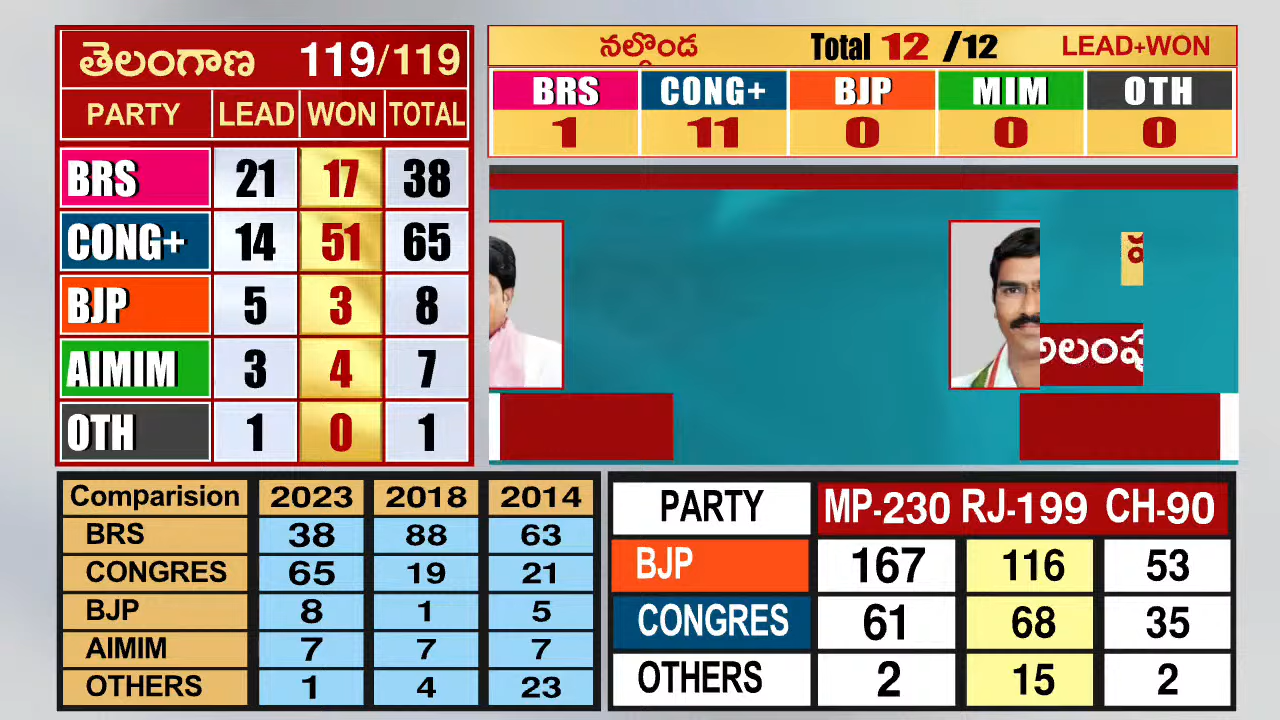 తెలంగాణ 119/119
PARTY LEAD WON TOTAL
BRS 21 17 38
CONG+ 14 51 65
BJP 5 3 8
AIMIM 3 4 7
OTH 1 0 1
నల్గొండ Total 12 /12 LEAD+WON
BRS CONG+ BJP MIM OTH
1 11 0 0 0
Comparision 2023 2018 2014
BRS 38 88 63
CONGRES 65 19 21
BJP 8 1 5
AIMIM 7 7 7
OTHERS 1 4 23
PARTY MP-230 RJ-199 CH-90
BJP 167 116 53
CONGRES 61 68 35
OTHERS 2 15 2